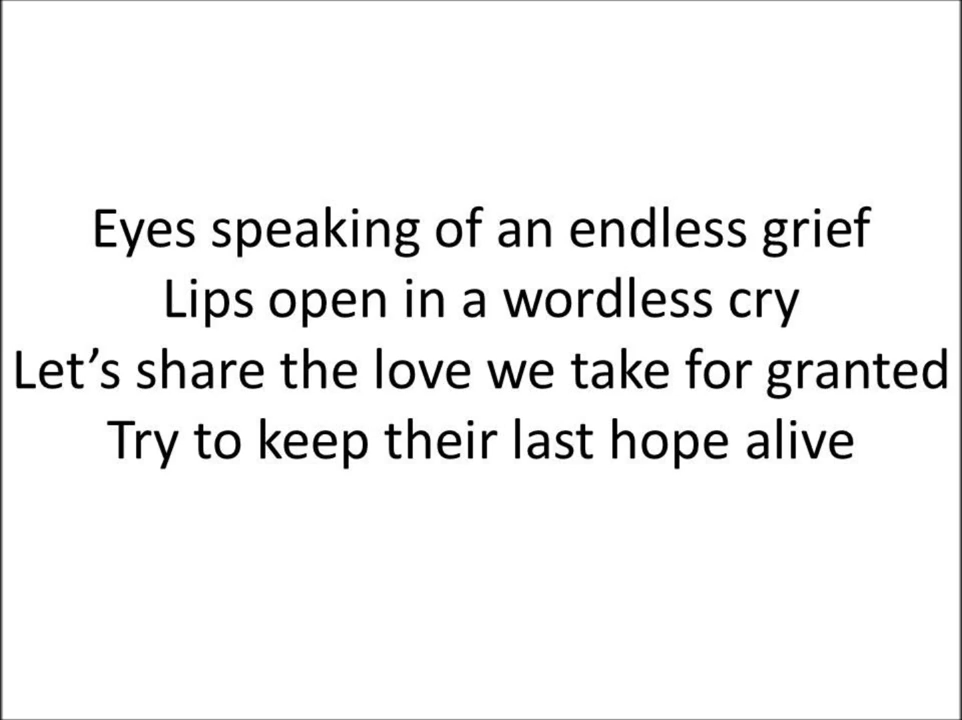 Eyes speaking of an endless grief
Lips open in a wordless cry
Let’s share the love we take for granted
Try to keep their last hope alive